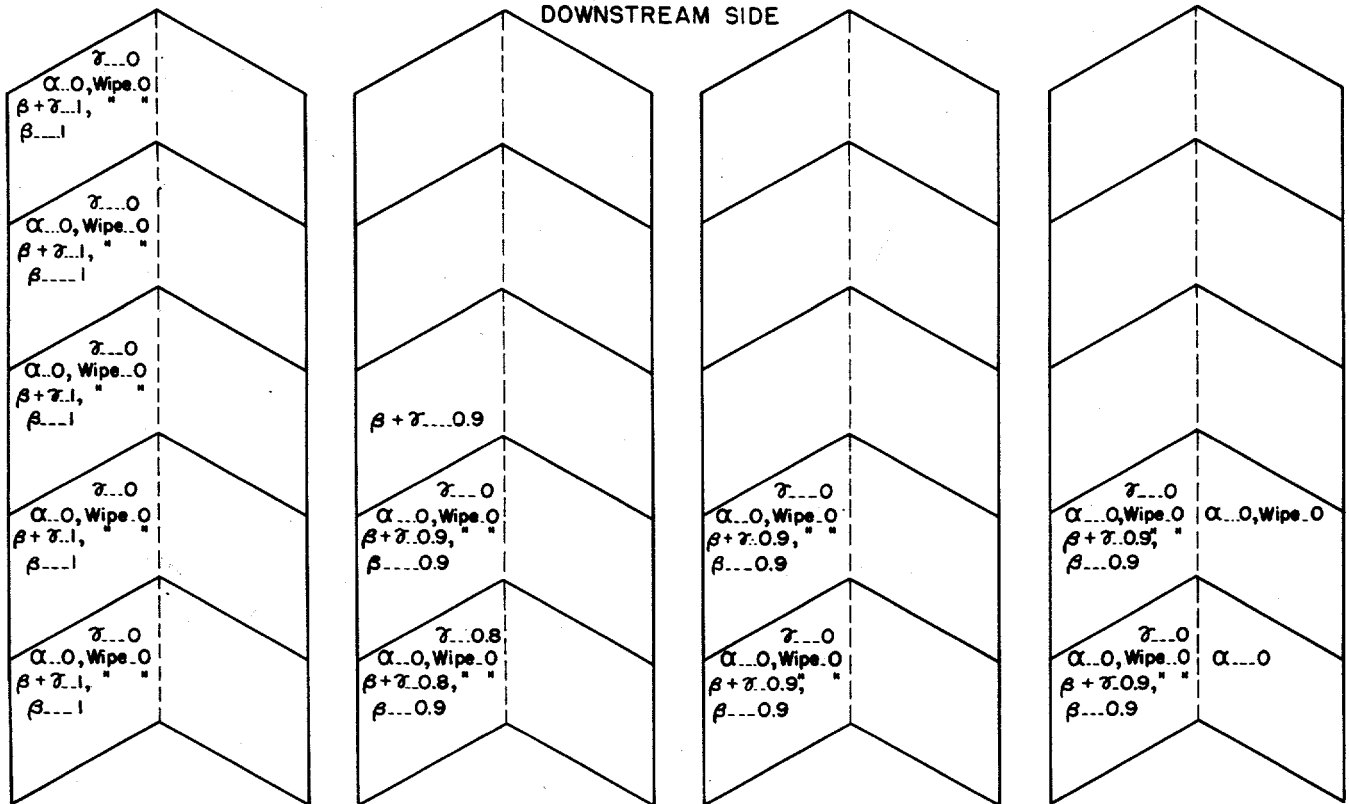 DOWNSTREAM SIDE
γ---0
α..0, Wipe..0
β + γ...1, " "
β----1
γ----0
α...0, Wipe..0
β + γ...1, " "
β----1
γ---0
α..0, Wipe..0
β + γ..1, " "
β---1
γ---0
α...0, Wipe..0
β + γ..1, " "
β---1
γ---0
α...0, Wipe..0
β + γ..1, " "
β----1
β + γ....0.9
γ---0
α....0, Wipe..0
β + γ..0.9, " "
β----0.9
γ...0.8
α...0, Wipe..0
β + γ..0.8, " "
β---0.9
γ---0
α...0, Wipe..0
β + γ..0.9, " "
β---0.9
γ---0
α...0, Wipe..0
β + γ..0.9, " "
β----0.9
γ---0
α....0, Wipe..0
β + γ..0.9, " "
β---0.9
α...0, Wipe..0
γ---0
α...0, Wipe..0
β + γ..0.9, " "
β---0.9
α---0